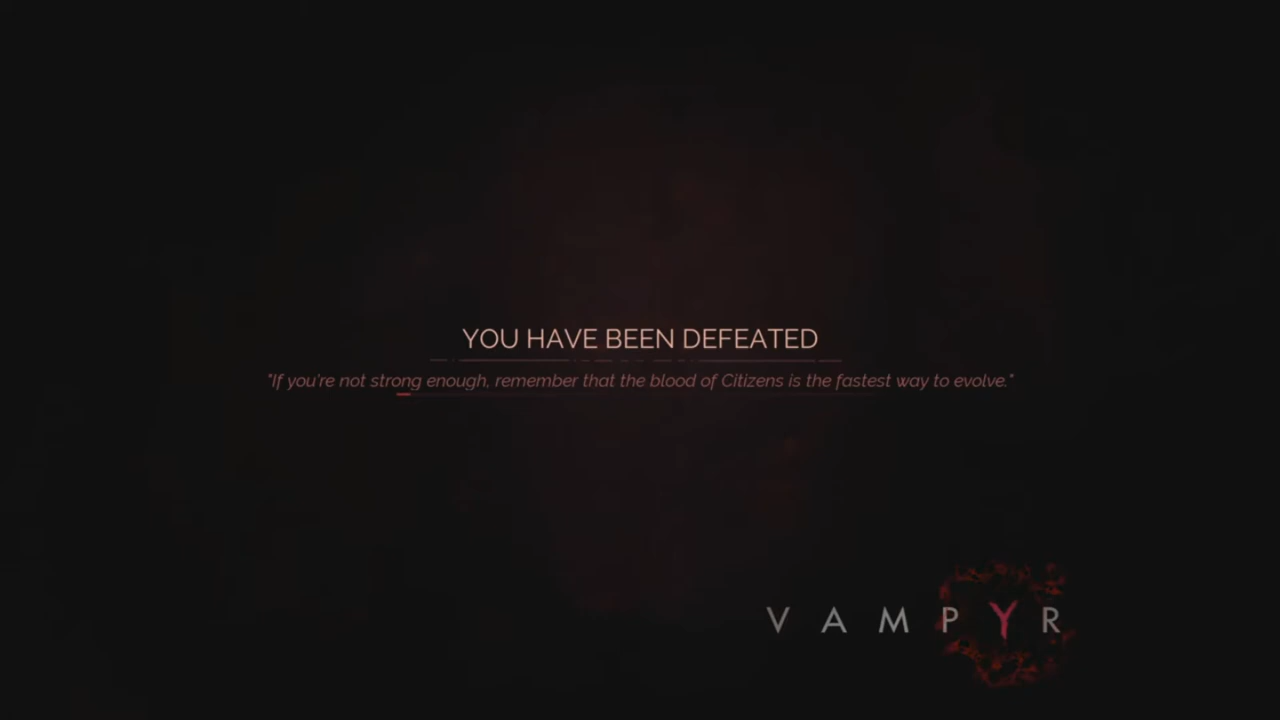 YOU HAVE BEEN DEFEATED
"If you're not strong enough, remember that the blood of Citizens is the fastest way to evolve."
VAMPYR